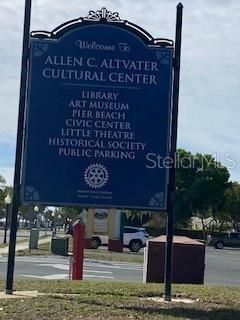 Welcome To
ALLEN C. ALTVATER
CULTURAL CENTER
LIBRARY
ART MUSEUM
PIER BEACH
CIVIC CENTER
LITTLE THEATRE
HISTORICAL SOCIETY
PUBLIC PARKING
Stellar MLS